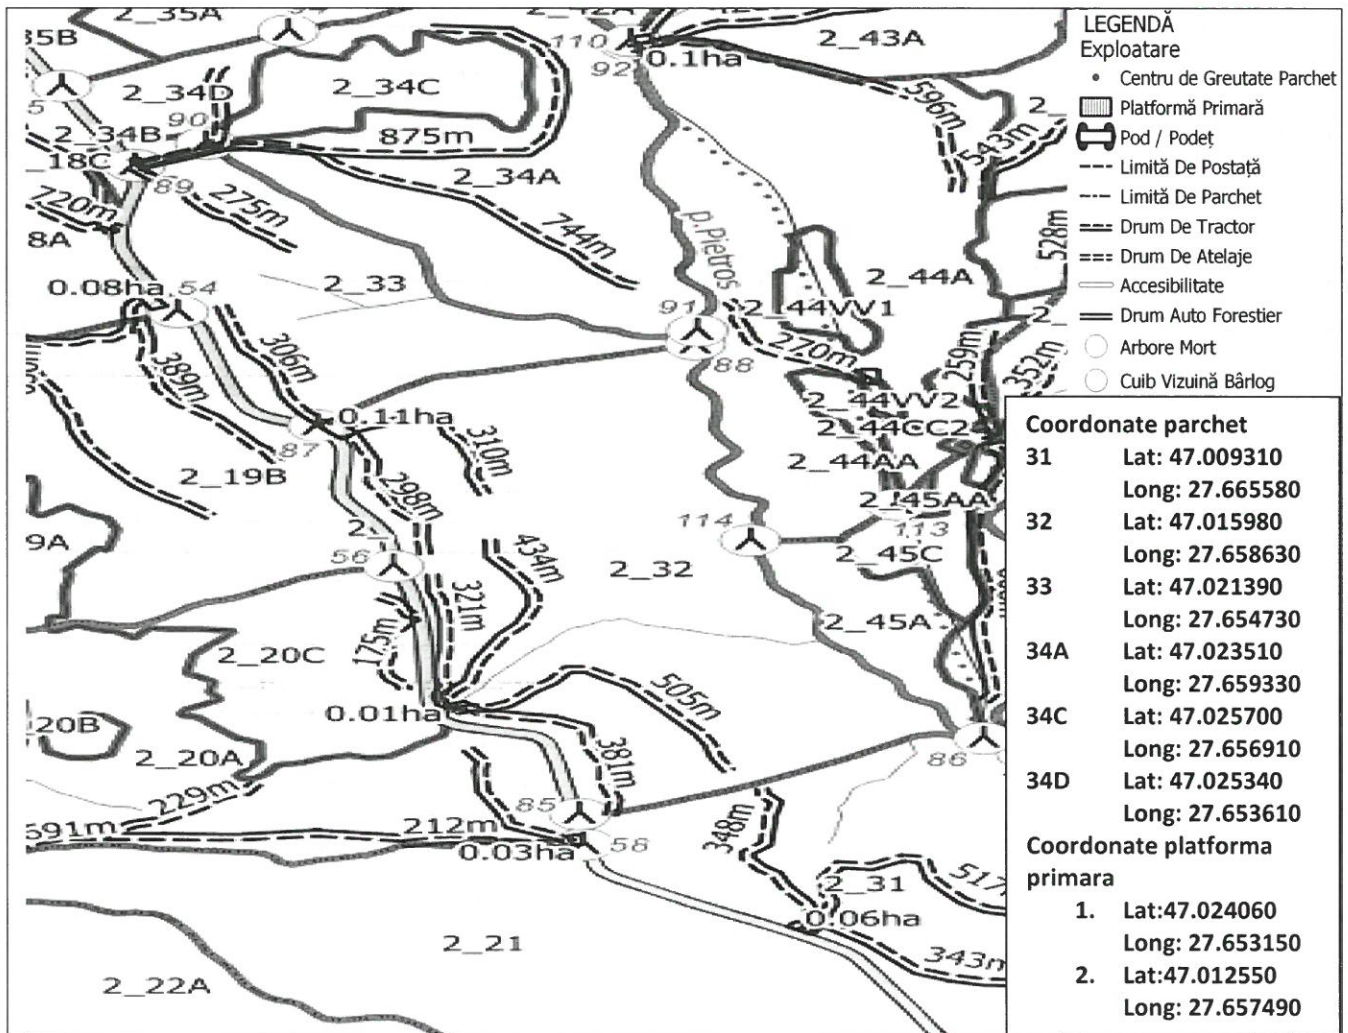 2_35A
35B
2_42A
110
92
0.1ha
2_43A
2_34D
2_34C
90
2_34B
875m
596m
543m
2_
18C
89
2_34A
720m
275m
744m
8A
p.Pietros
528m
0.08ha
54
2_33
2_44A
91
2_44VV1
306m
389m
88
270m
259m
352m
2_
0.11ha
87
2_44VV2
2_44CC2
310m
2_44AA
2_19B
298m
2_45AA
9A
2_
114
113
434m
2_45C
56
2_32
321m
175m
2_45A
2_20C
505m
0.01ha
20B
2_20A
381m
86
229m
85
591m
212m
58
348m
0.03ha
2_31
517
0.06ha
2_21
343m
2_22A
LEGENDĂ
Exploatare
Centru de Greutate Parchet
Platformă Primară
Pod / Podeț
Limită De Postață
Limită De Parchet
Drum De Tractor
Drum De Atelaje
Accesibilitate
Drum Auto Forestier
Arbore Mort
Cuib Vizuină Bârlog
Coordonate parchet
31 Lat: 47.009310
Long: 27.665580
32 Lat: 47.015980
Long: 27.658630
33 Lat: 47.021390
Long: 27.654730
34A Lat: 47.023510
Long: 27.659330
34C Lat: 47.025700
Long: 27.656910
34D Lat: 47.025340
Long: 27.653610
Coordonate platforma
primara
1. Lat:47.024060
Long: 27.653150
2. Lat:47.012550
Long: 27.657490